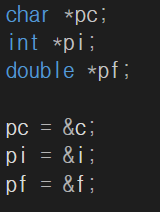 char *pc;
int *pi;
double *pf;
pc = &c;
pi = &i;
pf = &f;